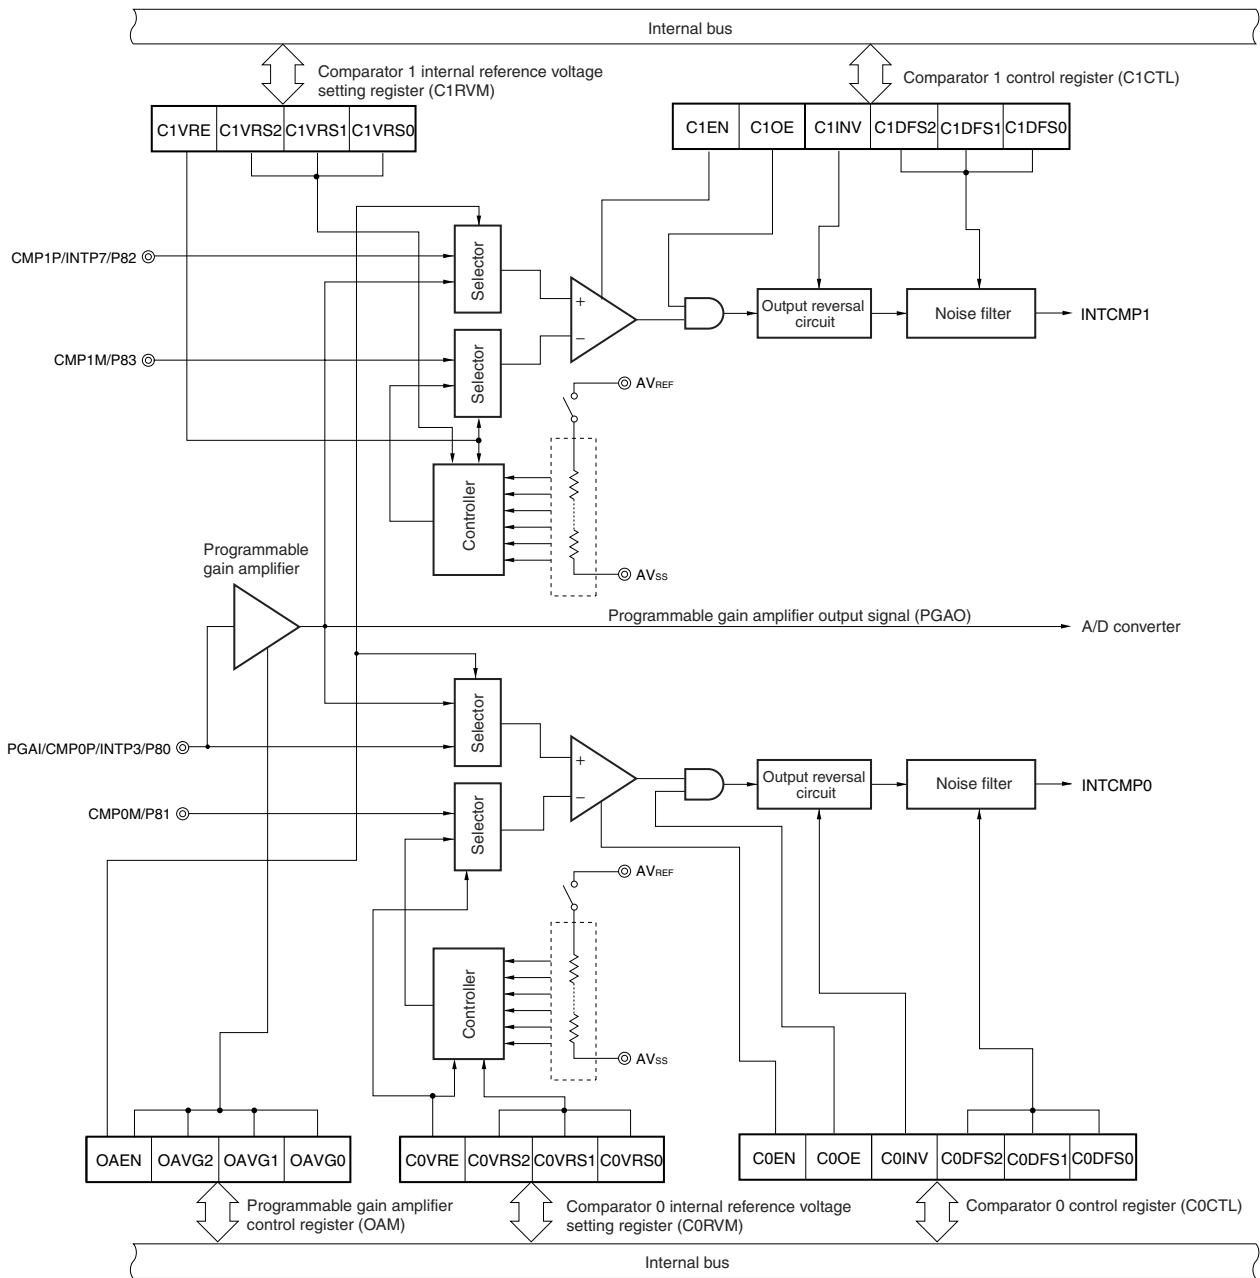 Internal bus
Comparator 1 internal reference voltage
setting register (C1RVM)
Comparator 1 control register (C1CTL)
C1VRE C1VRS2 C1VRS1 C1VRS0
C1EN C1OE C1INV C1DFS2 C1DFS1 C1DFS0
CMP1P/INTP7/P82
Selector
+
−
Output reversal
circuit
Noise filter
INTCMP1
CMP1M/P83
Selector
AVREF
Controller
AVSS
Programmable
gain amplifier
Programmable gain amplifier output signal (PGAO)
A/D converter
Selector
PGAI/CMP0P/INTP3/P80
+
−
Output reversal
circuit
Noise filter
INTCMP0
CMP0M/P81
Selector
AVREF
Controller
AVSS
OAEN OAVG2 OAVG1 OAVG0
C0VRE C0VRS2 C0VRS1 C0VRS0
C0EN C0OE C0INV C0DFS2 C0DFS1 C0DFS0
Programmable gain amplifier
control register (OAM)
Comparator 0 internal reference voltage
setting register (C0RVM)
Comparator 0 control register (C0CTL)
Internal bus